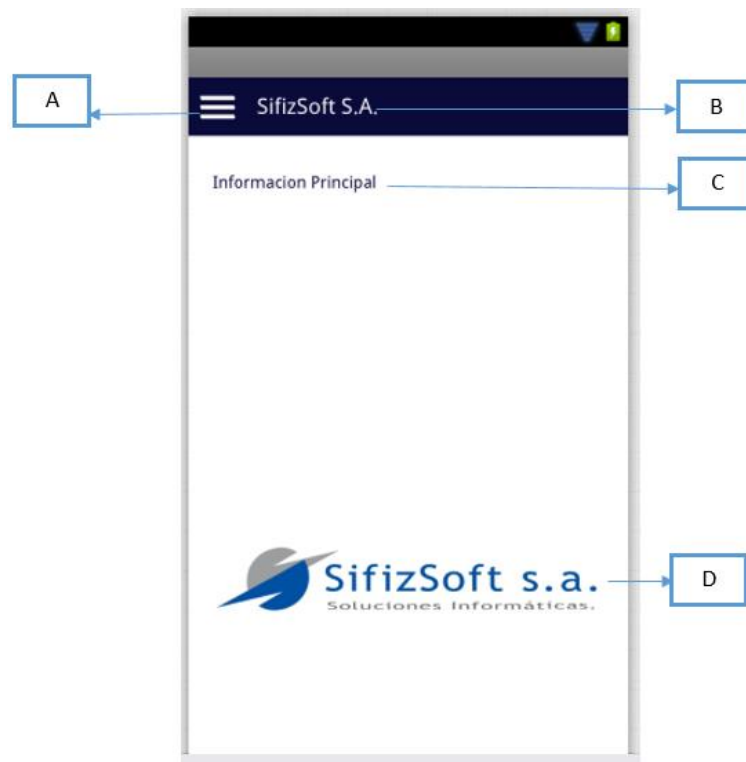 A
SifizSoft S.A.
B
Informacion Principal
C
SifizSoft s.a.
Soluciones Informáticas.
D